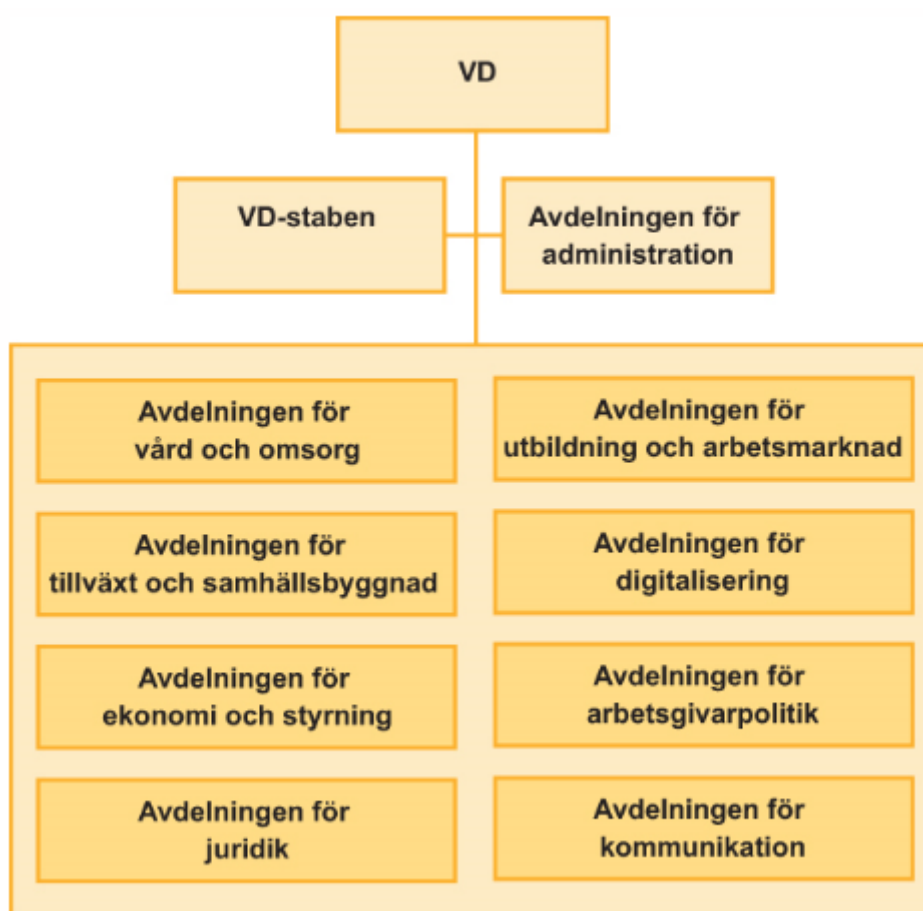 VD
VD-staben
Avdelningen för
administration
Avdelningen för
vård och omsorg
Avdelningen för
utbildning och arbetsmarknad
Avdelningen för
tillväxt och samhällsbyggnad
Avdelningen för
digitalisering
Avdelningen för
ekonomi och styrning
Avdelningen för
arbetsgivarpolitik
Avdelningen för
juridik
Avdelningen för
kommunikation